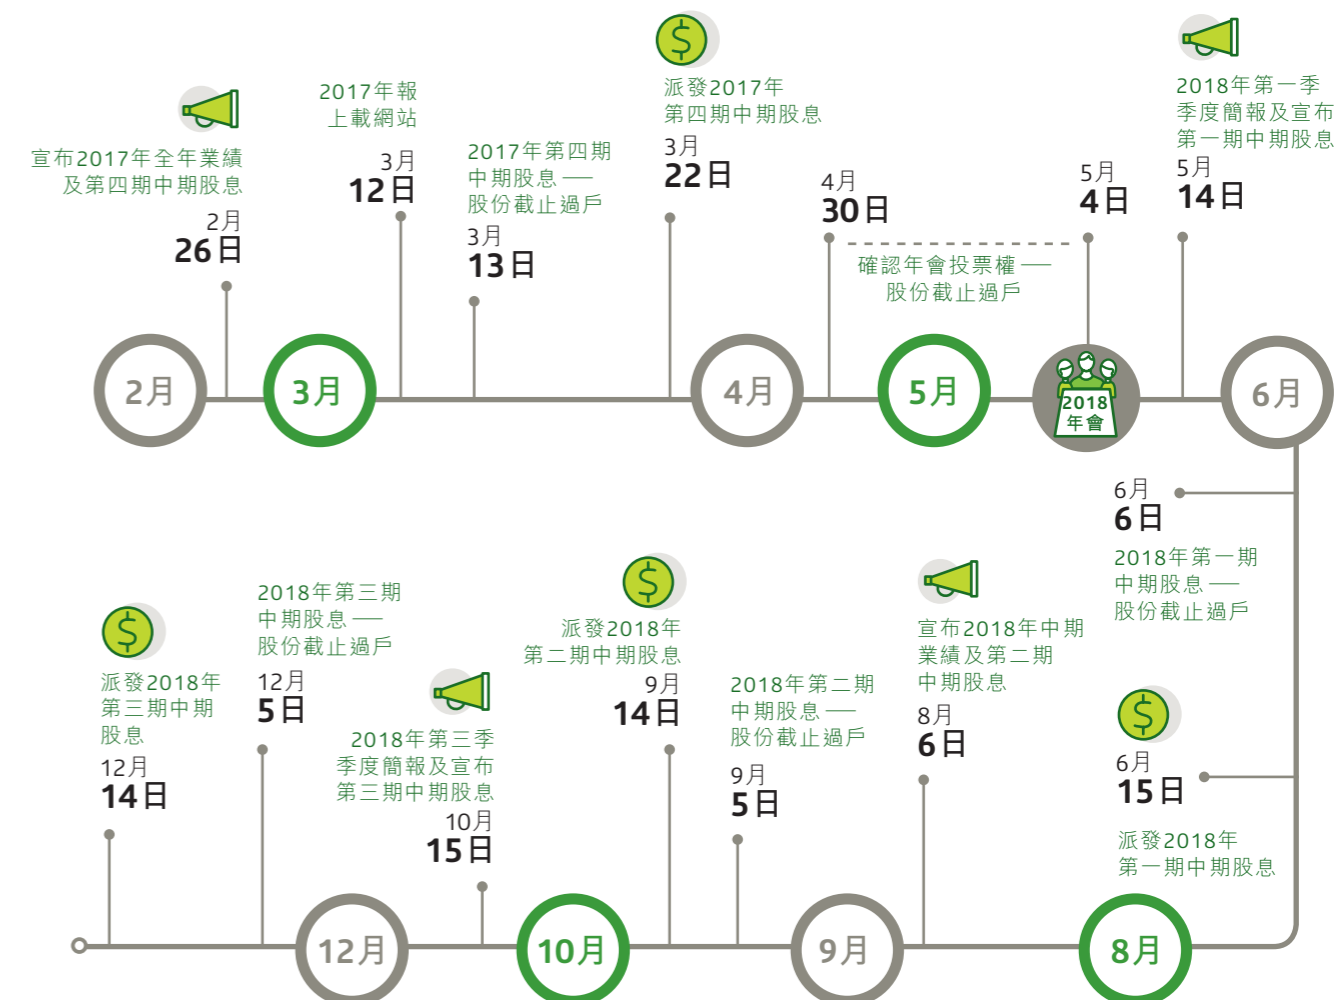 宣布2017年全年業績
及第四期中期股息
2月
26日
2017年報
上載網站
3月
12日
2017年第四期
中期股息 —
股份截止過戶
3月
13日
派發2017年
第四期中期股息
3月
22日
4月
30日
確認年會投票權 —
股份截止過戶
5月
4日
2018年第一季
季度簡報及宣布
第一期中期股息
5月
14日
2月
3月
4月
5月
2018
年會
6月
6月
6日
2018年第一期
中期股息 —
股份截止過戶
6月
15日
派發2018年
第一期中期股息
宣布2018年中期
業績及第二期
中期股息
8月
6日
2018年第二期
中期股息 —
股份截止過戶
9月
5日
派發2018年
第二期中期股息
9月
14日
2018年第三季
季度簡報及宣布
第三期中期股息
10月
15日
2018年第三期
中期股息 —
股份截止過戶
12月
5日
派發2018年
第三期中期
股息
12月
14日
12月
10月
9月
8月